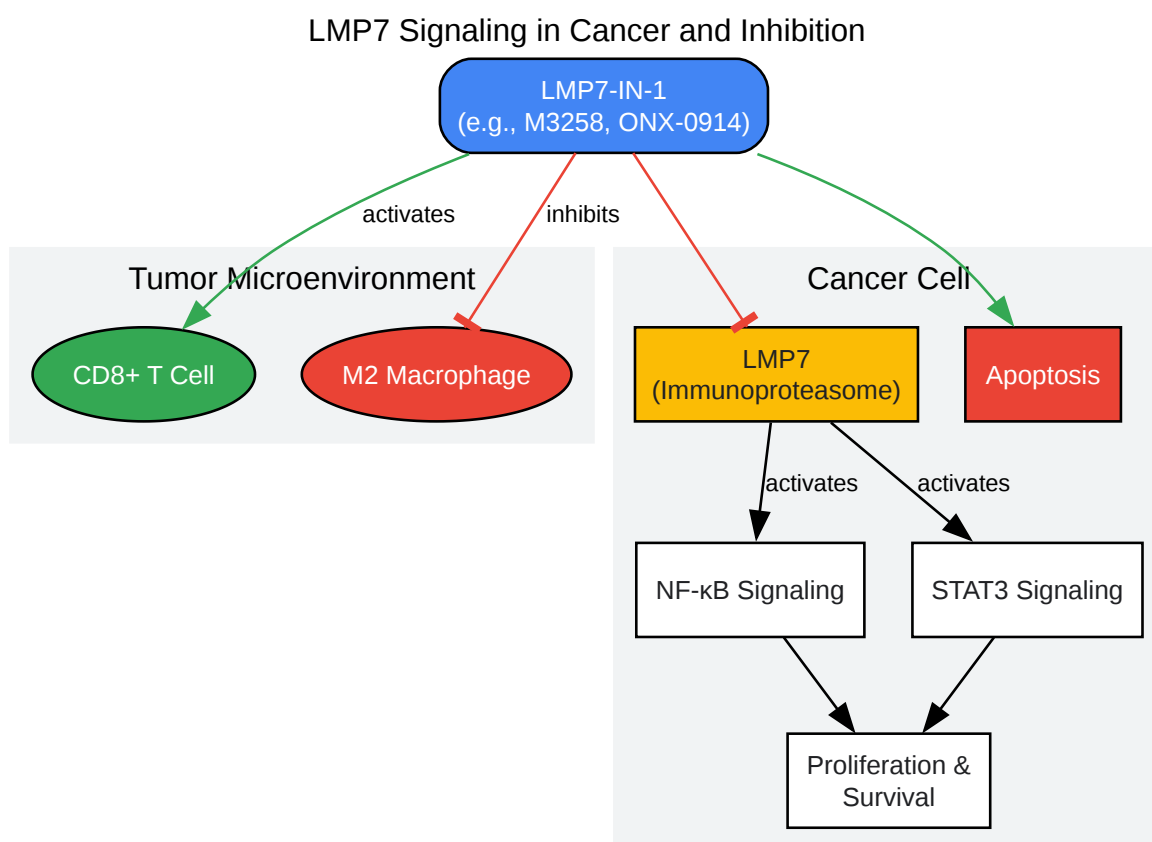 LMP7 Signaling in Cancer and Inhibition
LMP7-IN-1
(e.g., M3258, ONX-0914)
activates
inhibits
Tumor Microenvironment
Cancer Cell
CD8+ T Cell
M2 Macrophage
LMP7
(Immunoproteasome)
Apoptosis
activates
activates
NF-κB Signaling
STAT3 Signaling
Proliferation &
Survival